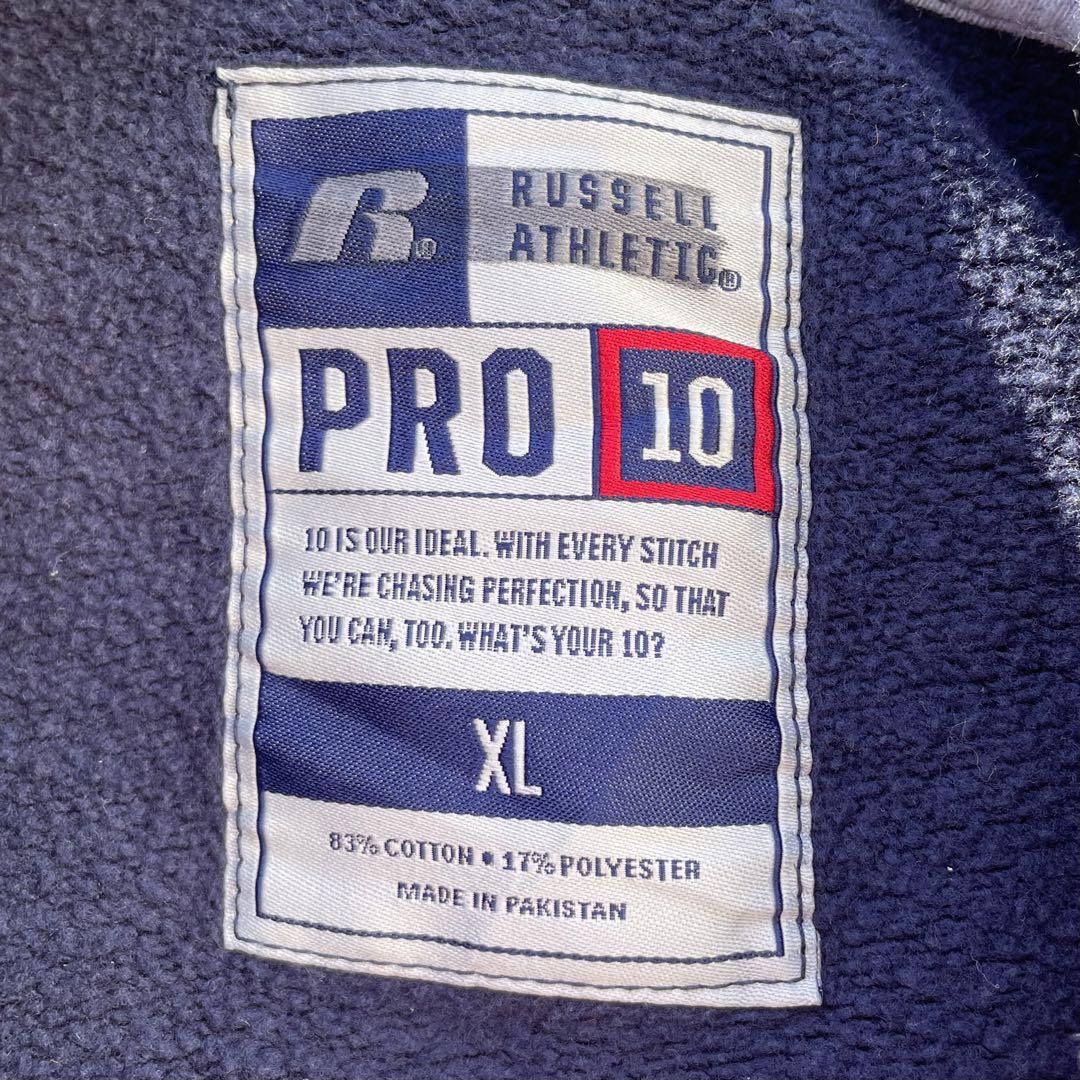 R®
RUSSELL
ATHLETIC®
PRO 10
10 IS OUR IDEAL. WITH EVERY STITCH
WE'RE CHASING PERFECTION, SO THAT
YOU CAN, TOO. WHAT'S YOUR 10?
XL
83% COTTON • 17% POLYESTER
MADE IN PAKISTAN